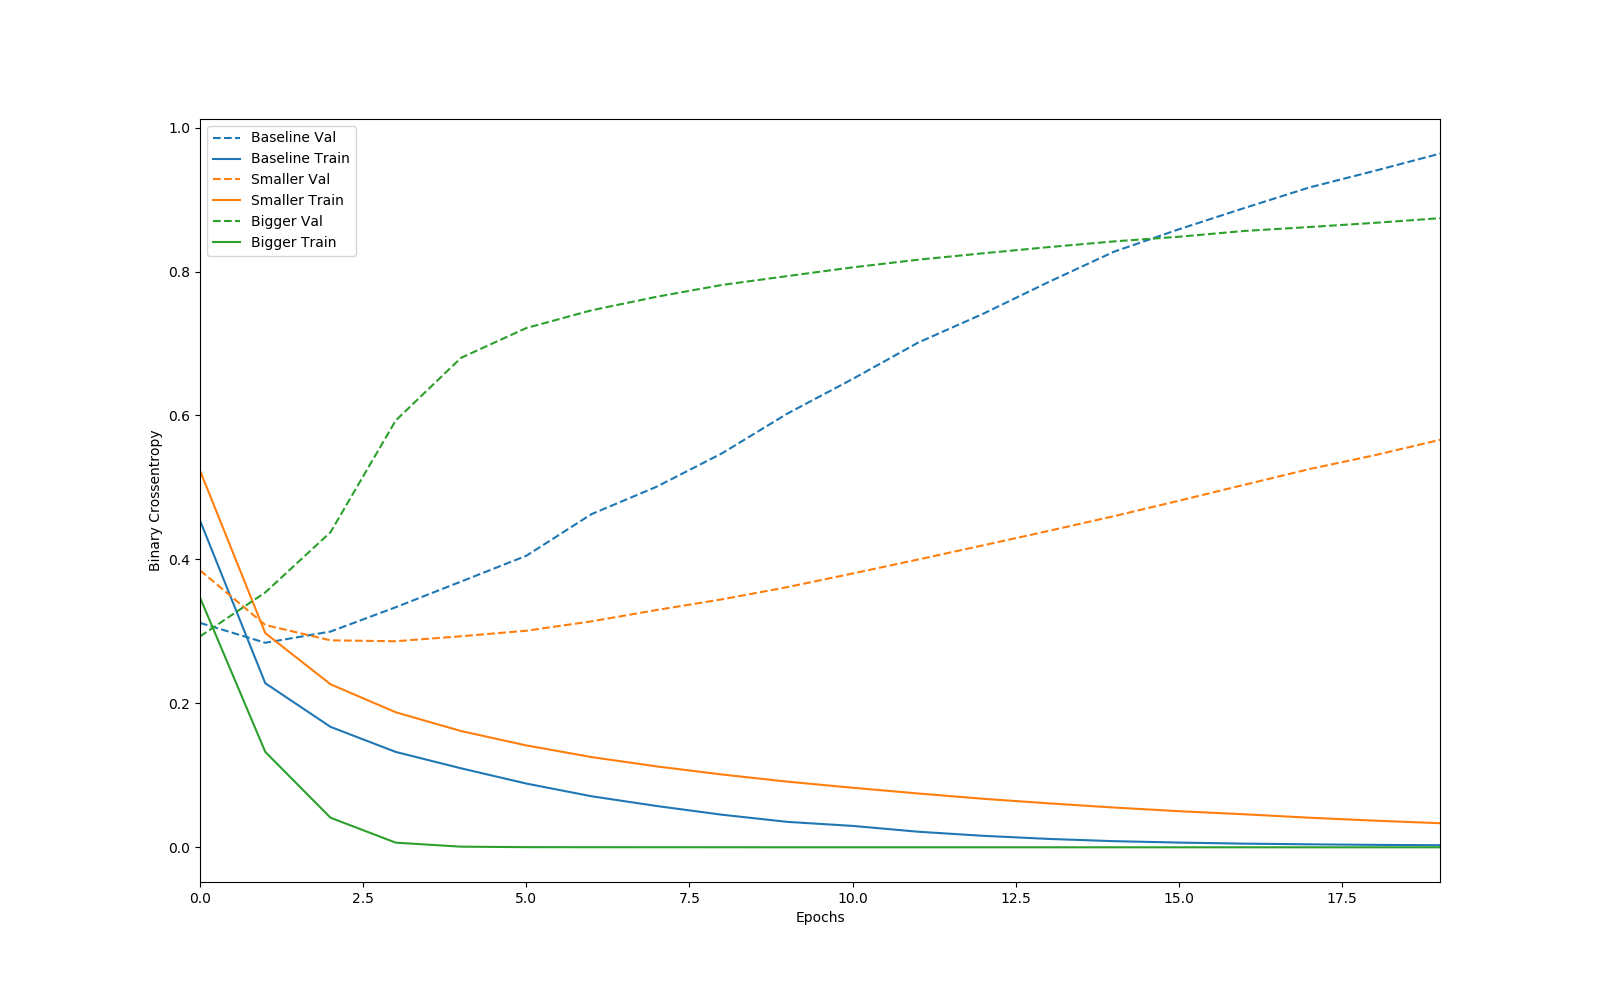 1.0
0.8
0.6
0.4
0.2
0.0
Binary Crossentropy
Baseline Val
Baseline Train
Smaller Val
Smaller Train
Bigger Val
Bigger Train
0.0 2.5 5.0 7.5 10.0 12.5 15.0 17.5
Epochs